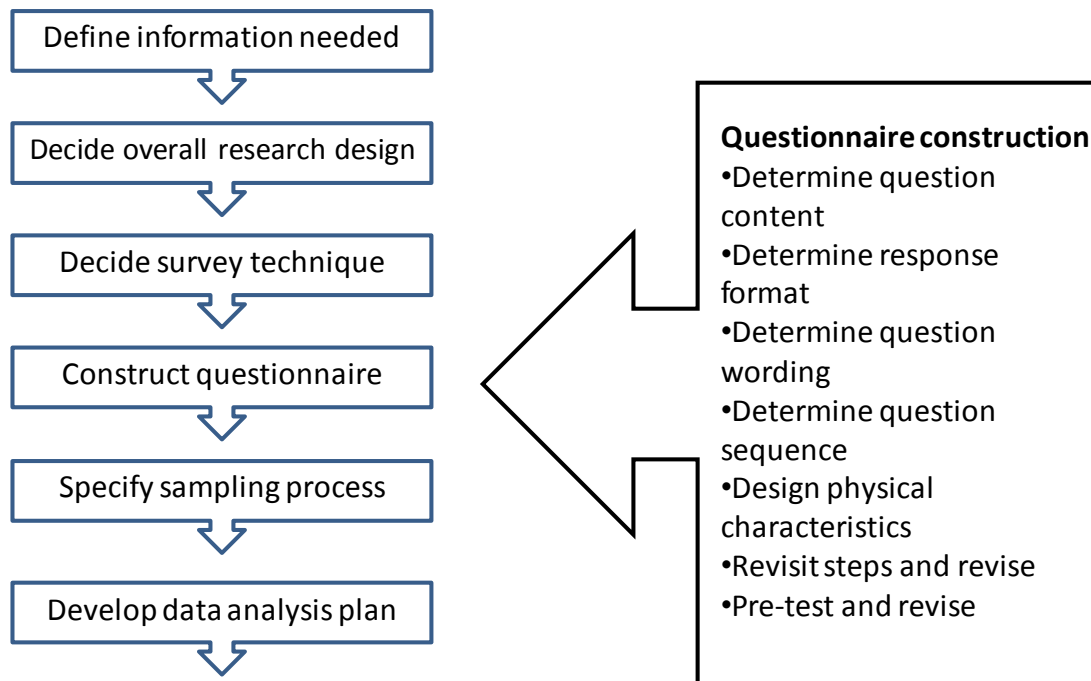 Define information needed
Decide overall research design
Decide survey technique
Construct questionnaire
Specify sampling process
Develop data analysis plan
Questionnaire construction
•Determine question
content
•Determine response
format
•Determine question
wording
•Determine question
sequence
•Design physical
characteristics
•Revisit steps and revise
•Pre-test and revise